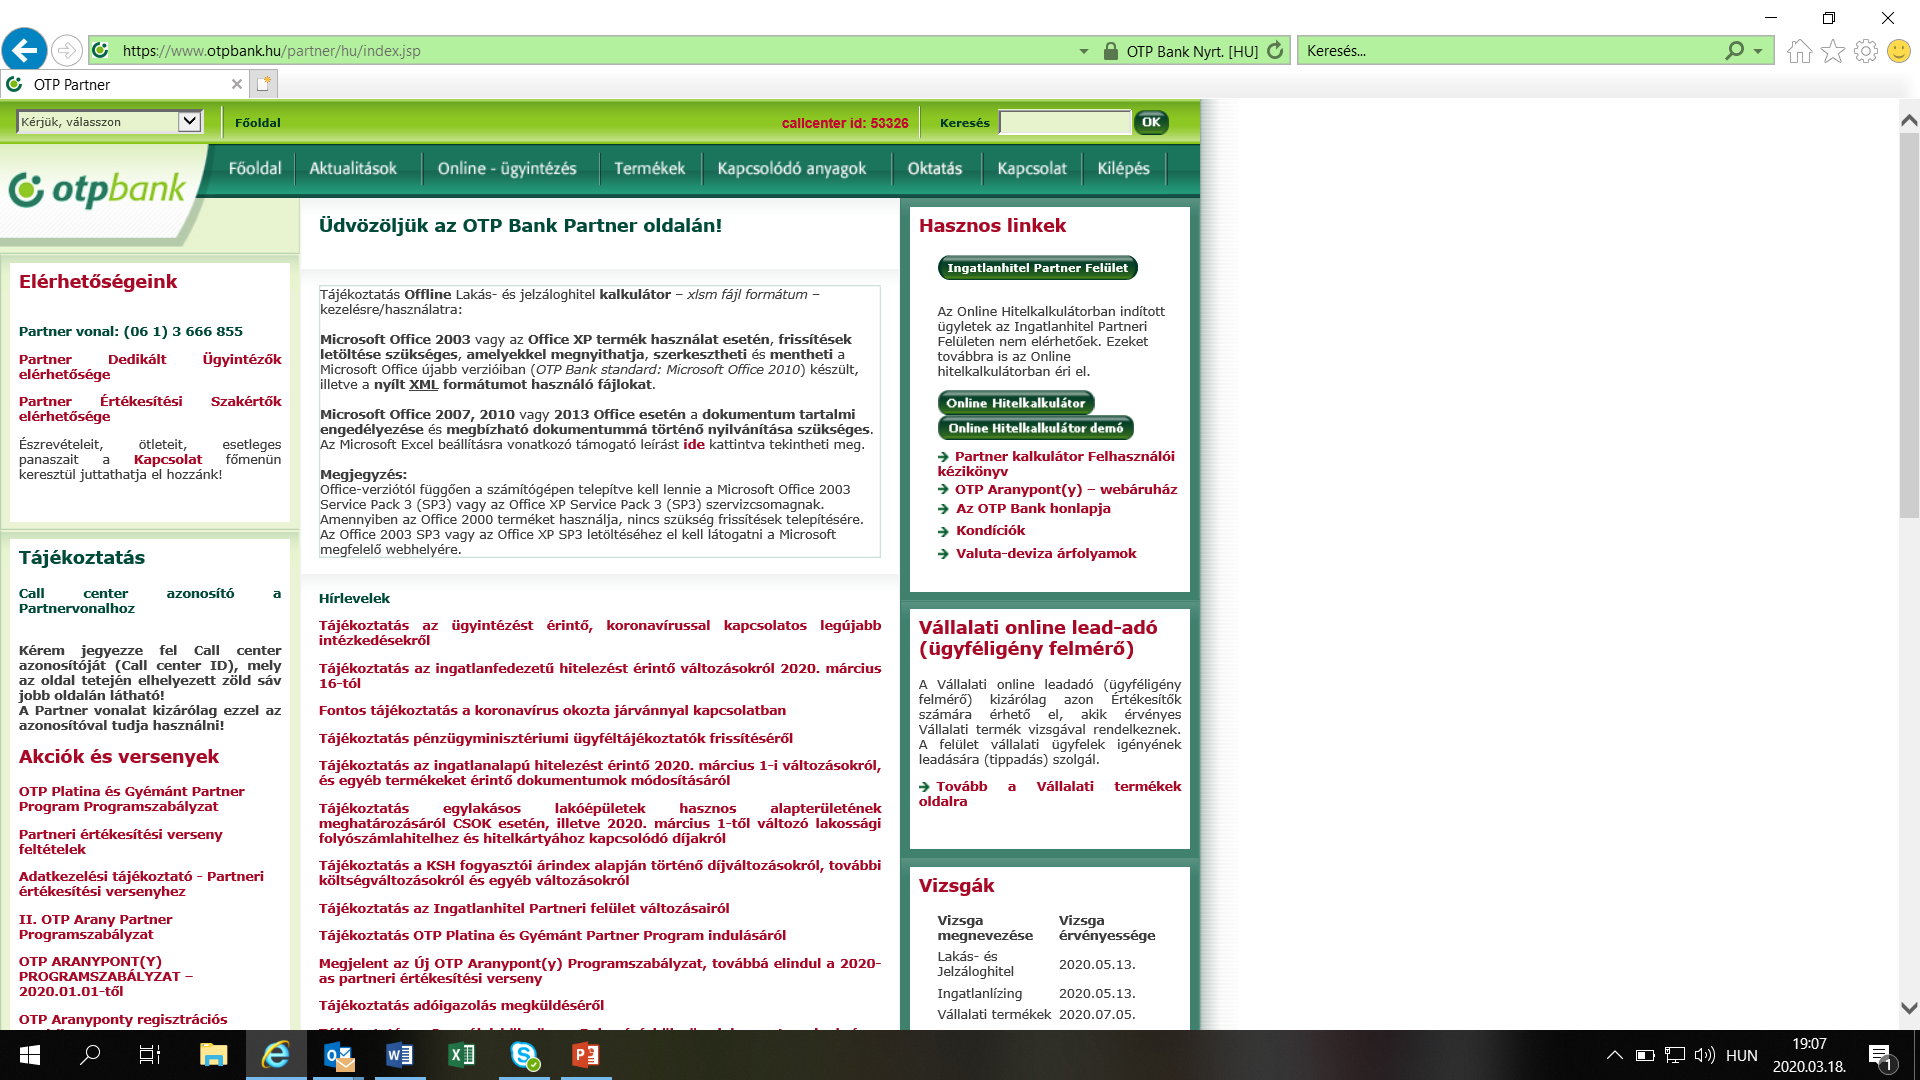 https://www.otpbank.hu/partner/hu/index.jsp
OTP Bank Nyrt. [HU]
Keresés...
OTP Partner
Kérjük, válasszon
Főoldal
callcenter id: 53326
Keresés
OK
otpbank
Főoldal
Aktualitások
Online - ügyintézés
Termékek
Kapcsolódó anyagok
Oktatás
Kapcsolat
Kilépés
Elérhetőségeink
Partner vonal: (06 1) 3 666 855
Partner Dedikált Ügyintézők
elérhetősége
Partner Értékesítési Szakértők
elérhetősége
Észrevételeit, ötleteit, esetleges
panaszait a Kapcsolat főmenün
keresztül juttathatja el hozzánk!
Tájékoztatás
Call center azonosító a
Partnervonalhoz
Kérem jegyezze fel Call center
azonosítóját (Call center ID), mely
az oldal tetején elhelyezett zöld sáv
jobb oldalán látható!
A Partner vonalat kizárólag ezzel az
azonosítóval tudja használni!
Akciók és versenyek
OTP Platina és Gyémánt Partner
Program Programszabályzat
Partneri értékesítési verseny
feltételek
Adatkezelési tájékoztató - Partneri
értékesítési versenyhez
II. OTP Arany Partner
Programszabályzat
OTP ARANYPONT(Y)
PROGRAMSZABÁLYZAT –
2020.01.01-től
OTP Aranyponty regisztrációs
Üdvözöljük az OTP Bank Partner oldalán!
Tájékoztatás Offline Lakás- és jelzáloghitel kalkulátor – xlsm fájl formátum –
kezelésre/használatra:
Microsoft Office 2003 vagy az Office XP termék használat esetén, frissítések
letöltése szükséges, amelyekkel megnyithatja, szerkesztheti és mentheti a
Microsoft Office újabb verzióiban (OTP Bank standard: Microsoft Office 2010) készült,
illetve a nyílt XML formátumot használó fájlokat.
Microsoft Office 2007, 2010 vagy 2013 Office esetén a dokumentum tartalmi
engedélyezése és megbízható dokumentummá történő nyilvánítása szükséges.
Az Microsoft Excel beállításra vonatkozó támogató leírást ide kattintva tekintheti meg.
Megjegyzés:
Office-verziótól függően a számítógépen telepítve kell lennie a Microsoft Office 2003
Service Pack 3 (SP3) vagy az Office XP Service Pack 3 (SP3) szervizcsomagnak.
Amennyiben az Office 2000 terméket használja, nincs szükség frissítések telepítésére.
Az Office 2003 SP3 vagy az Office XP SP3 letöltéséhez el kell látogatni a Microsoft
megfelelő webhelyére.
Hírlevelek
Tájékoztatás az ügyintézést érintő, koronavírussal kapcsolatos legújabb
intézkedésekről
Tájékoztatás az ingatlanfedezetű hitelezést érintő változásokról 2020. március
16-tól
Fontos tájékoztatás a koronavírus okozta járvánnyal kapcsolatban
Tájékoztatás pénzügyminisztériumi ügyféltájékoztatók frissítéséről
Tájékoztatás az ingatlanalapú hitelezést érintő 2020. március 1-i változásokról,
és egyéb termékeket érintő dokumentumok módosításáról
Tájékoztatás egylakásos lakóépületek hasznos alapterületének
meghatározásáról CSOK esetén, illetve 2020. március 1-től változó lakossági
folyószámlahitelhez és hitelkártyához kapcsolódó díjakról
Tájékoztatás a KSH fogyasztói árindex alapján történő díjváltozásokról, további
költségváltozásokról és egyéb változásokról
Tájékoztatás az Ingatlanhitel Partneri felület változásairól
Tájékoztatás OTP Platina és Gyémánt Partner Program indulásáról
Megjelent az Új OTP Aranypont(y) Programszabályzat, továbbá elindul a 2020-
as partneri értékesítési verseny
Tájékoztatás adóigazolás megküldéséről
Hasznos linkek
Ingatlanhitel Partner Felület
Az Online Hitelkalkulátorban indított
ügyletek az Ingatlanhitel Partneri
Felületen nem elérhetőek. Ezeket
továbbra is az Online
hitelkalkulátorban éri el.
Online Hitelkalkulátor
Online Hitelkalkulátor demó
Partner kalkulátor Felhasználói
kézikönyv
OTP Aranypont(y) – webáruház
Az OTP Bank honlapja
Kondíciók
Valuta-deviza árfolyamok
Vállalati online lead-adó
(ügyféligény felmérő)
A Vállalati online leadadó (ügyféligény
felmérő) kizárólag azon Értékesítők
számára érhető el, akik érvényes
Vállalati termék vizsgával rendelkeznek.
A felület vállalati ügyfelek igényének
leadására (tippadás) szolgál.
Tovább a Vállalati termékek
oldalra
Vizsgák
Vizsga megnevezése Vizsga érvényessége
Lakás- és Jelzáloghitel 2020.05.13.
Ingatlanlízing 2020.05.13.
Vállalati termékek 2020.07.05.
HUN
19:07
2020.03.18.
1